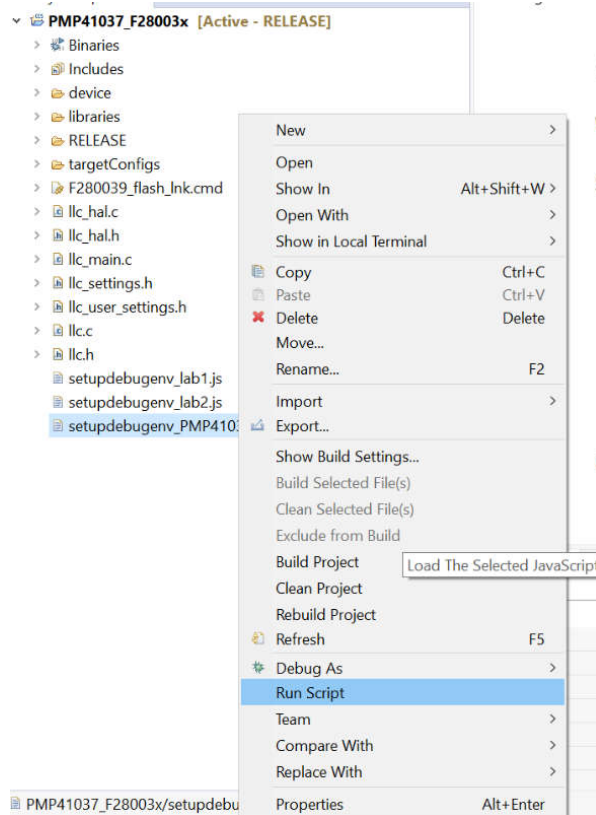 PMP41037_F28003x [Active - RELEASE]
Binaries
Includes
device
libraries
RELEASE
targetConfigs
F280039_flash_lnk.cmd
llc_hal.c
llc_hal.h
llc_main.c
llc_settings.h
llc_user_settings.h
llc.c
llc.h
setupdebugenv_lab1.js
setupdebugenv_lab2.js
setupdebugenv_PMP4103
New
Open
Show In Alt+Shift+W
Open With
Show in Local Terminal
Copy Ctrl+C
Paste Ctrl+V
Delete Delete
Move...
Rename... F2
Import
Export...
Show Build Settings...
Build Selected File(s)
Clean Selected File(s)
Exclude from Build
Build Project
Load The Selected JavaScript
Clean Project
Rebuild Project
Refresh F5
Debug As
Run Script
Team
Compare With
Replace With
Properties Alt+Enter
PMP41037_F28003x/setupdebu